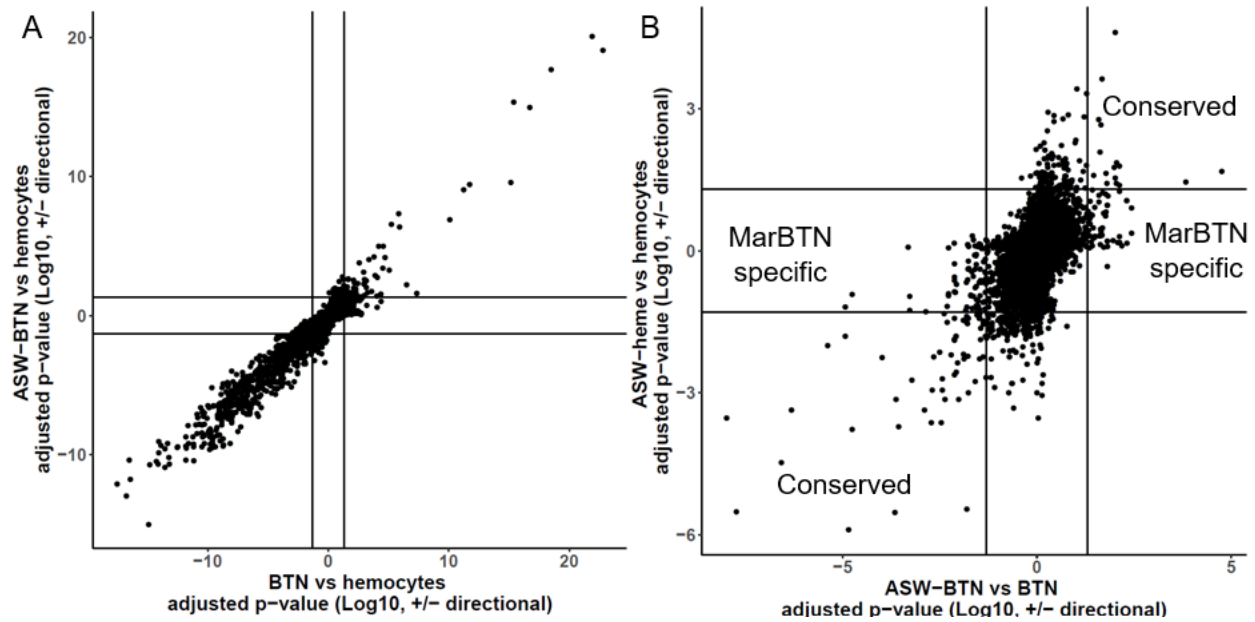 A
20
10
0
−10
ASW−BTN vs hemocytes
adjusted p−value (Log10, +/− directional)
−10
0
10
20
BTN vs hemocytes
adjusted p−value (Log10, +/− directional)
B
3
0
−3
−6
ASW−heme vs hemocytes
adjusted p−value (Log10, +/− directional)
Conserved
MarBTN
specific
MarBTN
specific
Conserved
−5
0
5
ASW−BTN vs BTN
adjusted p−value (Log10, +/− directional)